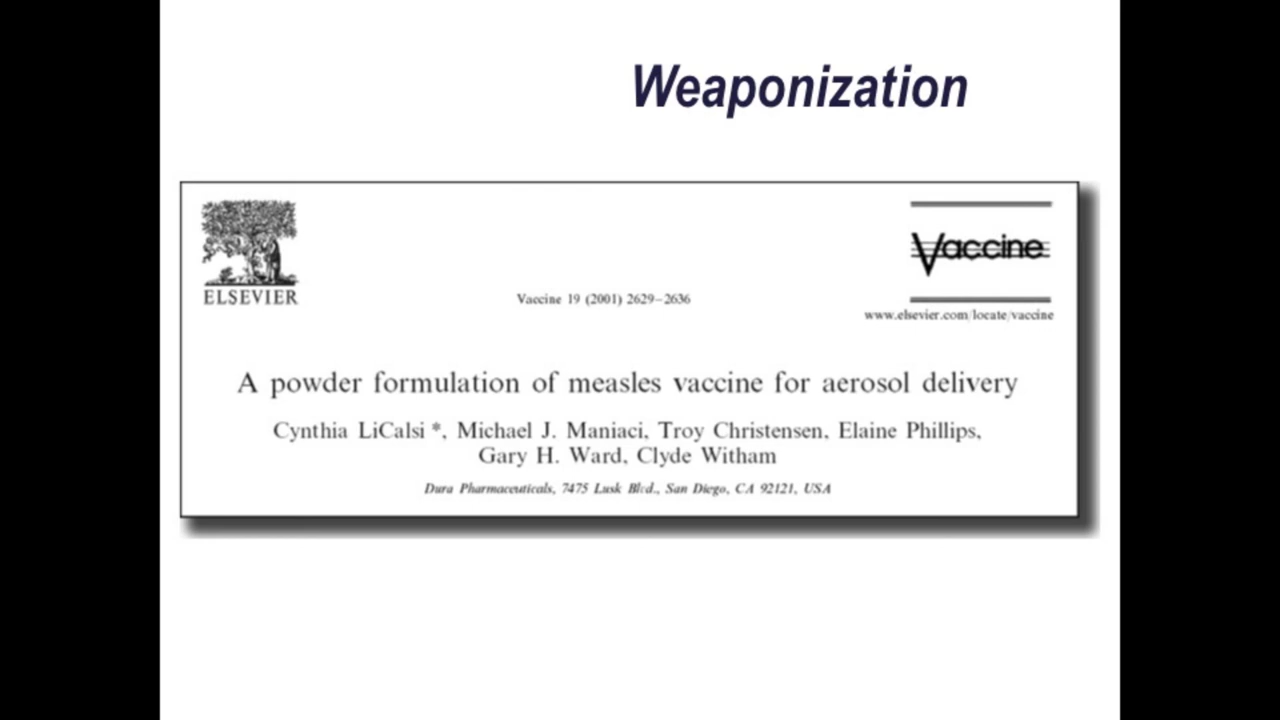 Weaponization
ELSEVIER
Vaccine
Vaccine 19 (2001) 2629–2636
www.elsevier.com/locate/vaccine
A powder formulation of measles vaccine for aerosol delivery
Cynthia LiCalsi *, Michael J. Maniaci, Troy Christensen, Elaine Phillips,
Gary H. Ward, Clyde Witham
Dura Pharmaceuticals, 7475 Lusk Blvd., San Diego, CA 92121, USA